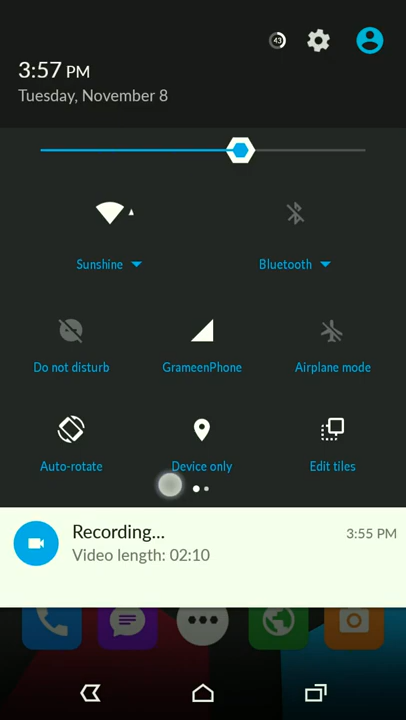 43
3:57 PM
Tuesday, November 8
Sunshine
Bluetooth
Do not disturb
GrameenPhone
Airplane mode
Auto-rotate
Device only
Edit tiles
Recording...
3:55 PM
Video length: 02:10